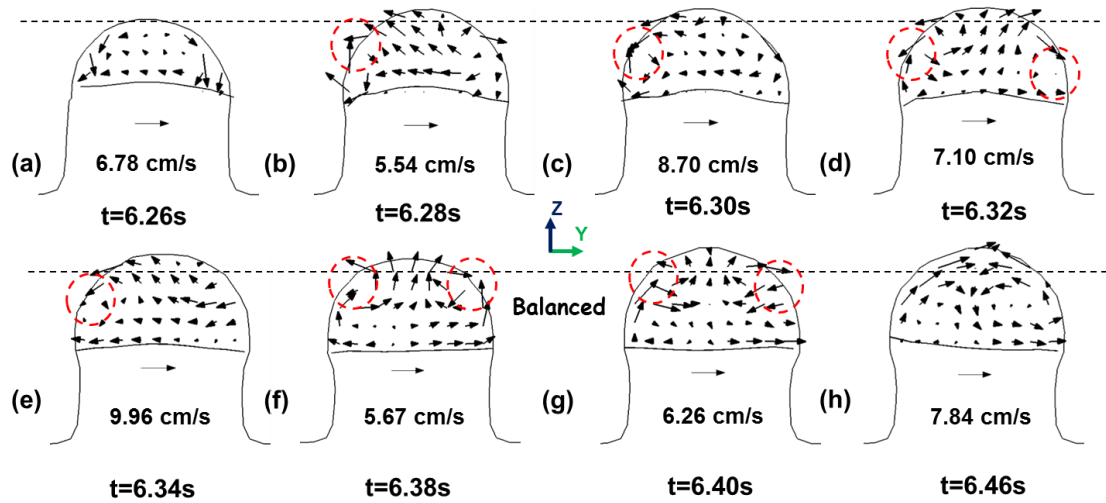 (a)
6.78 cm/s
t=6.26s
(b)
5.54 cm/s
t=6.28s
(c)
8.70 cm/s
t=6.30s
(d)
7.10 cm/s
t=6.32s
Z
Y
(e)
9.96 cm/s
t=6.34s
(f)
5.67 cm/s
t=6.38s
Balanced
(g)
6.26 cm/s
t=6.40s
(h)
7.84 cm/s
t=6.46s